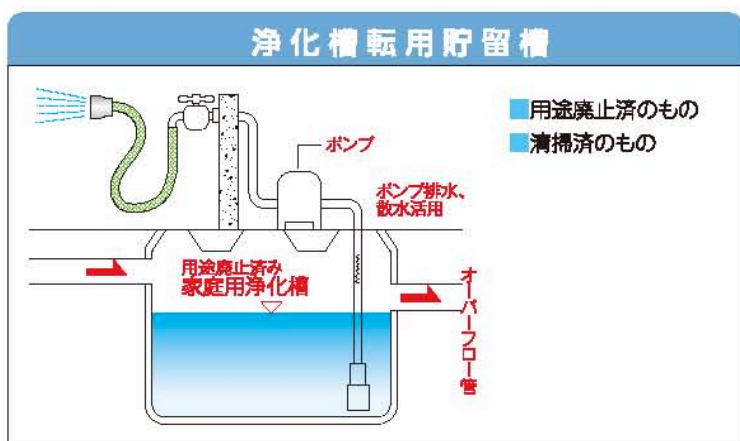 浄化槽転用貯留槽
用途廃止済のもの
清掃済のもの
ポンプ
ポンプ排水、
散水活用
用途廃止済み
家庭用浄化槽
オーバーフロー管